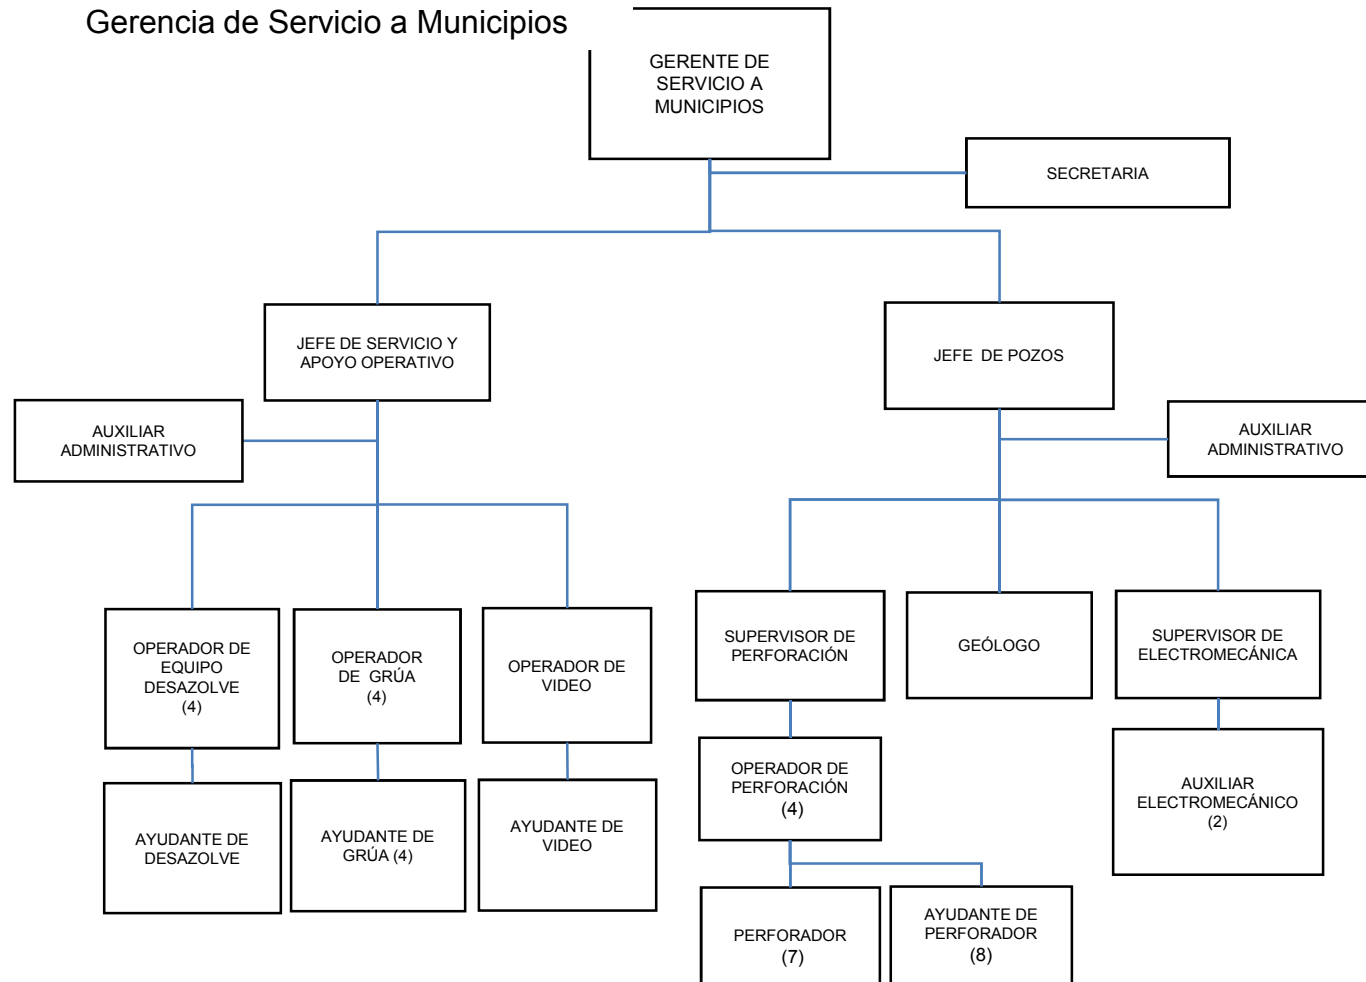 Gerencia de Servicio a Municipios
GERENTE DE
SERVICIO A
MUNICIPIOS
SECRETARIA
JEFE DE SERVICIO Y
APOYO OPERATIVO
JEFE DE POZOS
AUXILIAR
ADMINISTRATIVO
AUXILIAR
ADMINISTRATIVO
OPERADOR DE
EQUIPO
DESAZOLVE
(4)
OPERADOR
DE GRÚA
(4)
OPERADOR DE
VIDEO
SUPERVISOR DE
PERFORACIÓN
GEÓLOGO
SUPERVISOR DE
ELECTROMECÁNICA
AYUDANTE DE
DESAZOLVE
AYUDANTE DE
GRÚA (4)
AYUDANTE DE
VIDEO
OPERADOR DE
PERFORACIÓN
(4)
AUXILIAR
ELECTROMECÁNICO
(2)
PERFORADOR
(7)
AYUDANTE DE
PERFORADOR
(8)